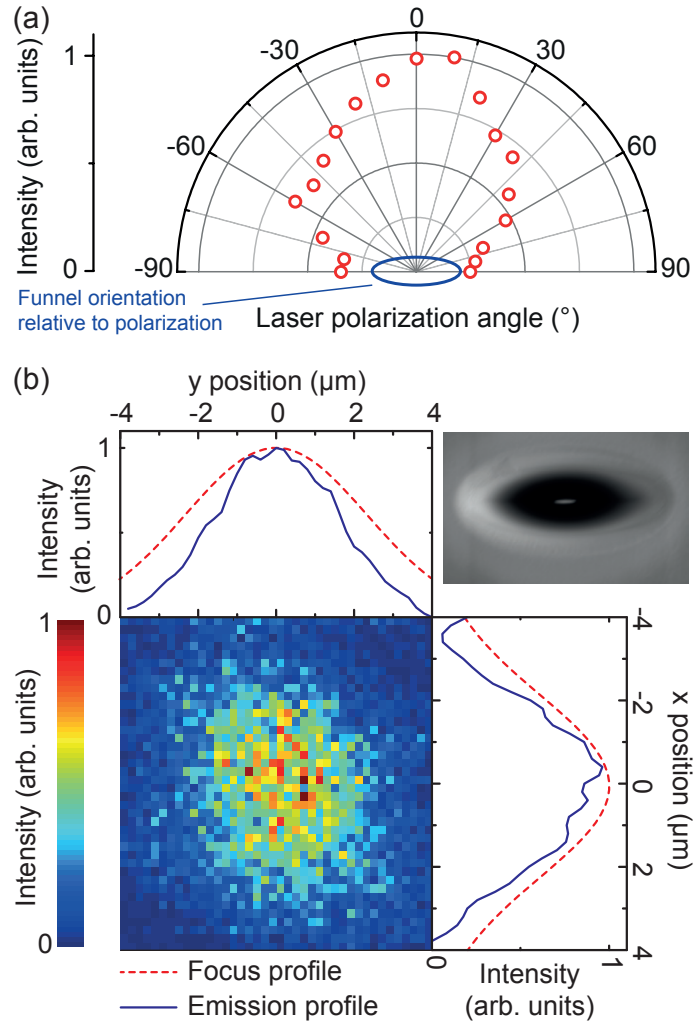 (a)
0
-30
30
-60
60
-90
90
1
0
Intensity (arb. units)
Funnel orientation
relative to polarization
Laser polarization angle (°)
(b)
y position (µm)
-4
-2
0
2
4
1
0
Intensity
(arb. units)
1
0
Intensity (arb. units)
-4
-2
0
2
4
x position (µm)
0
1
Intensity
(arb. units)
Focus profile
Emission profile